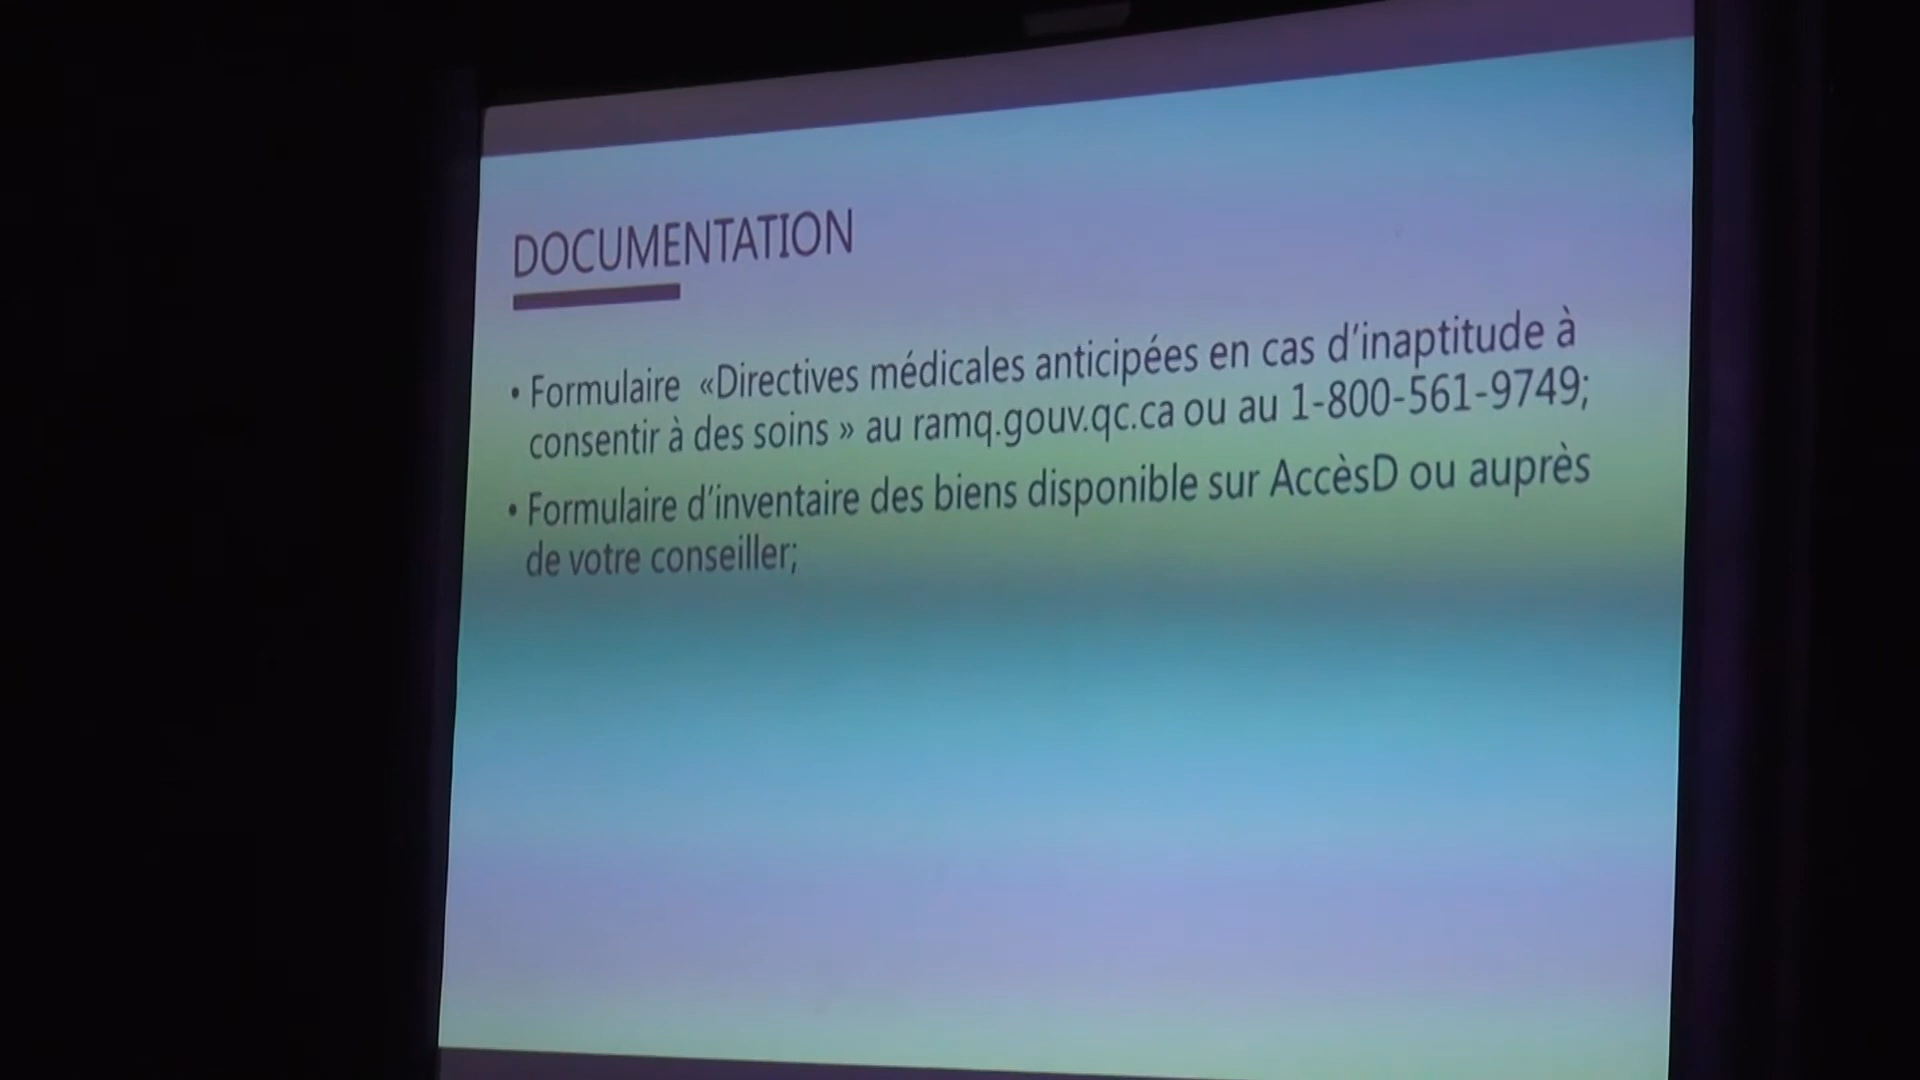 DOCUMENTATION
• Formulaire «Directives médicales anticipées en cas d'inaptitude à
consentir à des soins » au ramq.gouv.qc.ca ou au 1-800-561-9749;
• Formulaire d'inventaire des biens disponible sur AccèsD ou auprès
de votre conseiller;